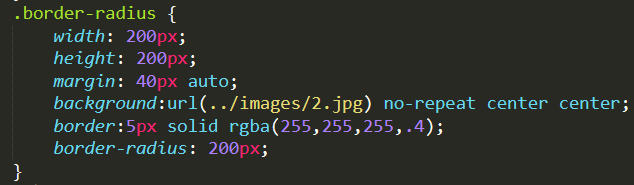 .border-radius {
width: 200px;
height: 200px;
margin: 40px auto;
background:url(../images/2.jpg) no-repeat center center;
border:5px solid rgba(255,255,255,.4);
border-radius: 200px;
}